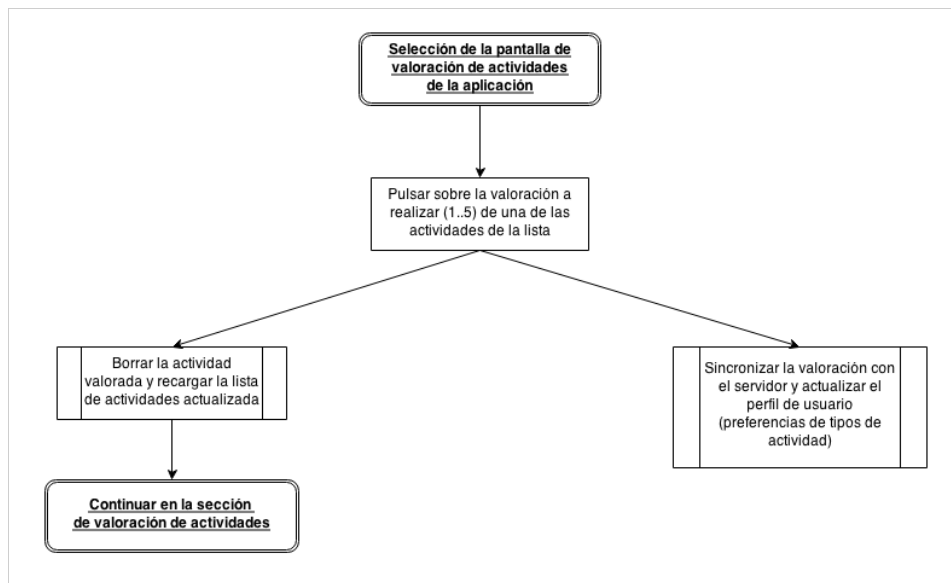 Selección de la pantalla de
valoración de actividades
de la aplicación
Pulsar sobre la valoración a
realizar (1..5) de una de las
actividades de la lista
Borrar la actividad
valorada y recargar la lista
de actividades actualizada
Sincronizar la valoración con
el servidor y actualizar el
perfil de usuario
(preferencias de tipos de
actividad)
Continuar en la sección
de valoración de actividades